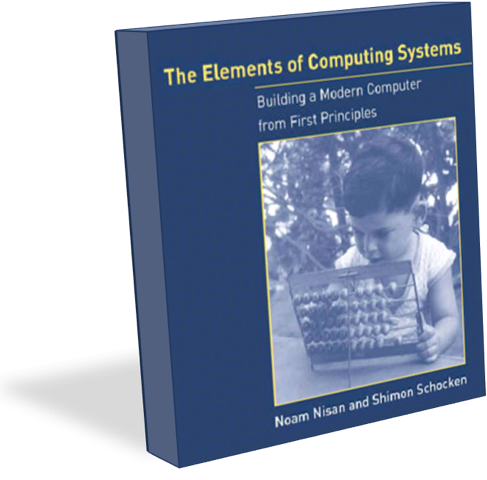 The Elements of Computing Systems
Building a Modern Computer
from First Principles
Noam Nisan and Shimon Schocken